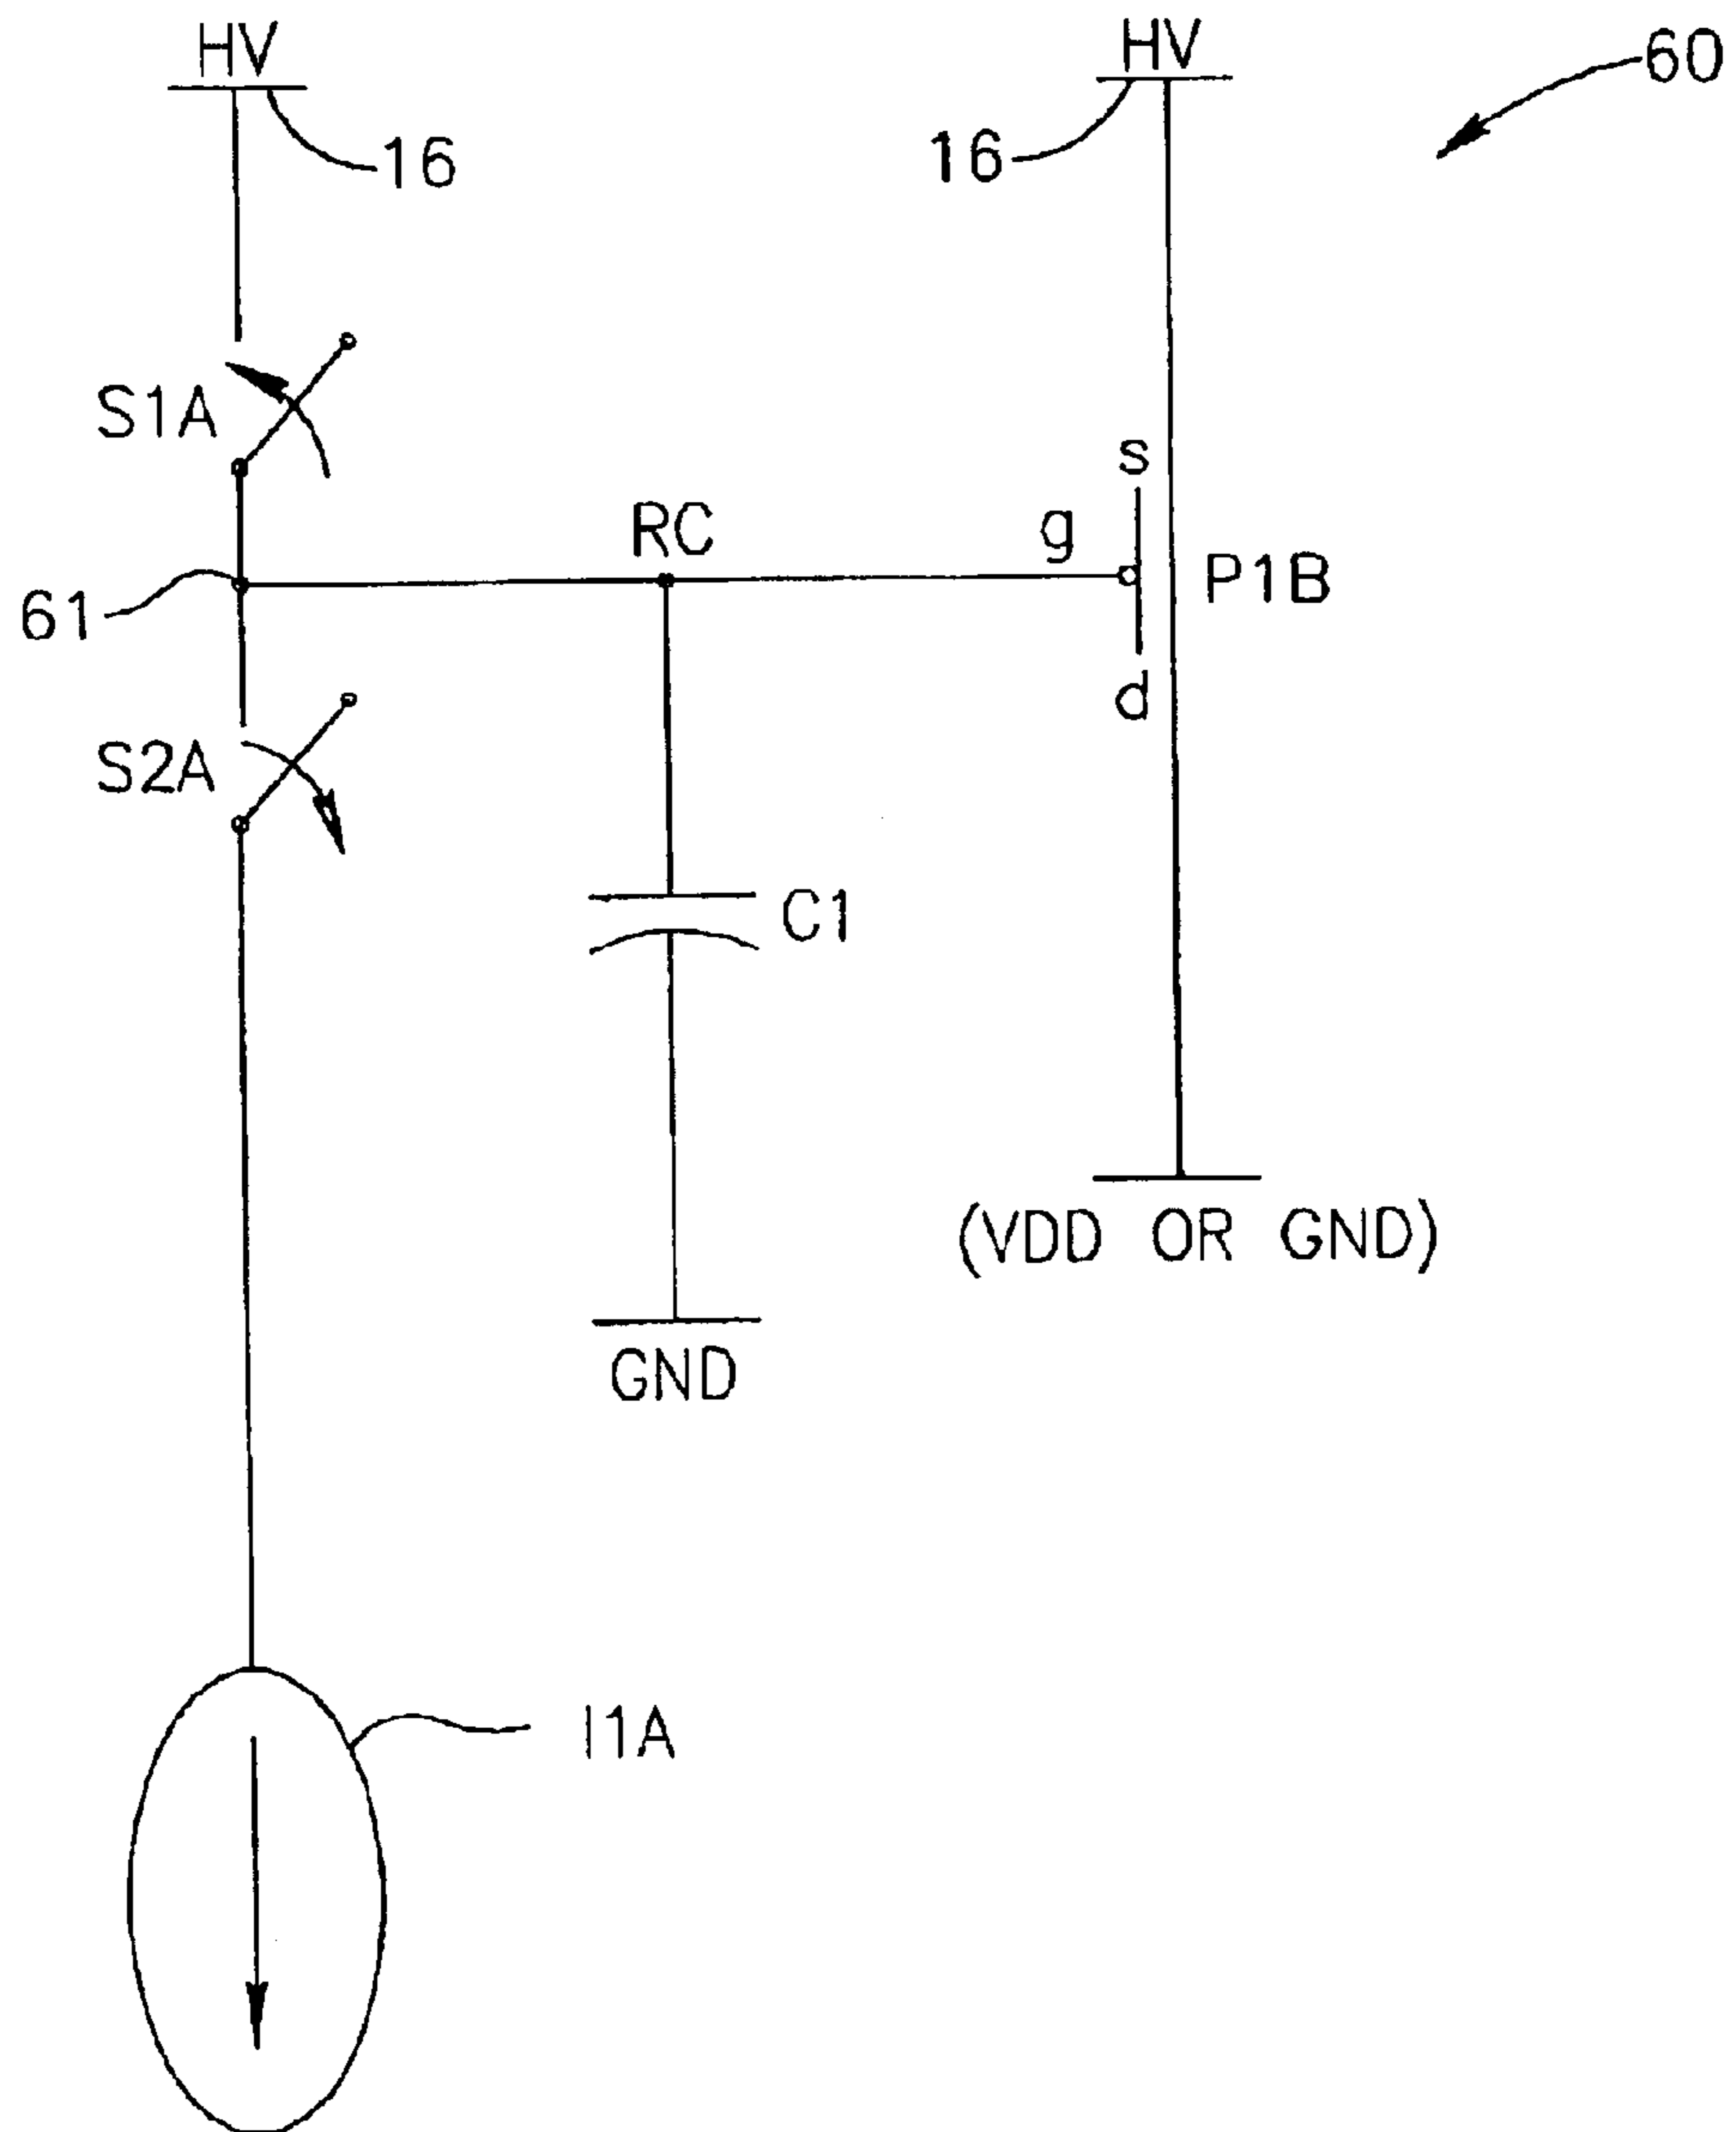 HV
HV
60
16
16
S1A
s
RC
g
P1B
61
d
S2A
C1
(VDD OR GND)
GND
I1A